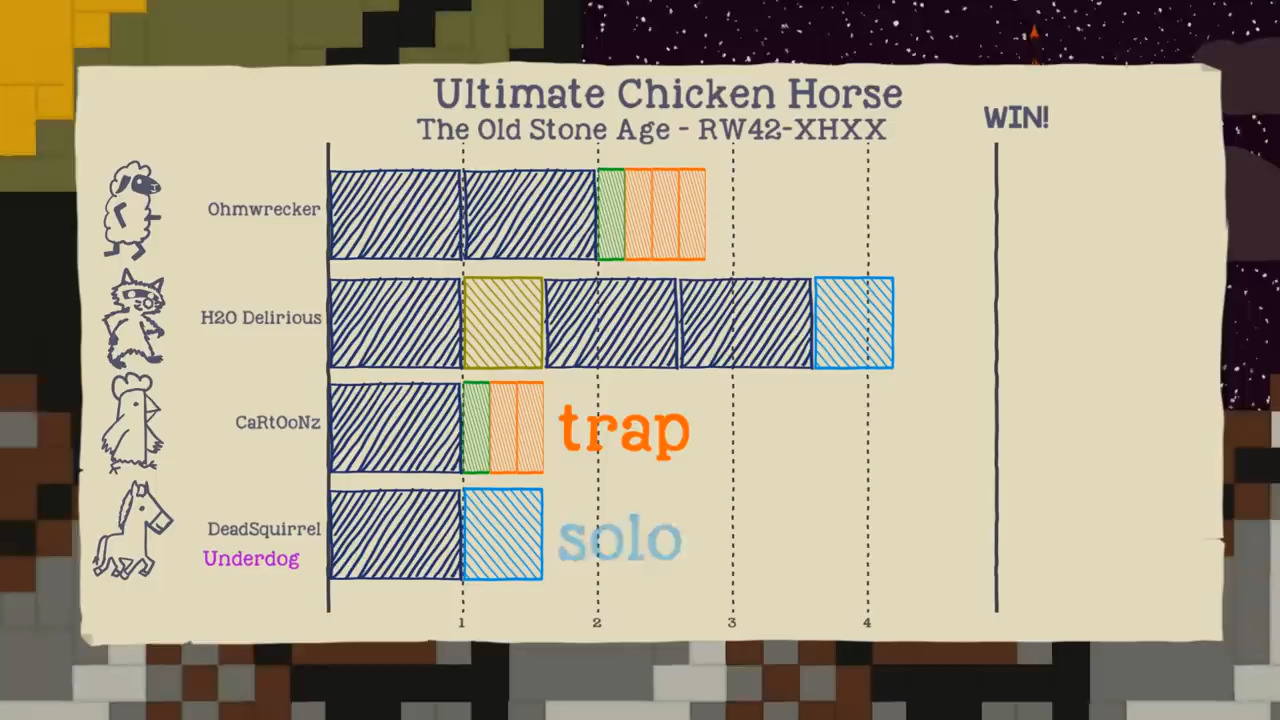 Ultimate Chicken Horse
The Old Stone Age - RW42-XHXX
WIN!
Ohmwrecker
H2O Delirious
CaRtOoNz
trap
DeadSquirrel
solo
Underdog
1 2 3 4